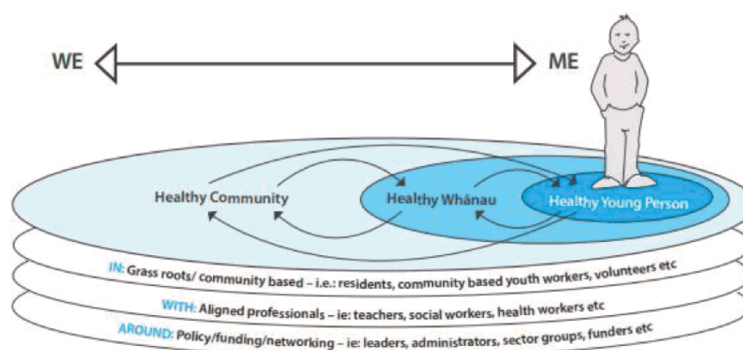 WE
ME
Healthy Community
Healthy Whánau
Healthy Young Person
IN: Grass roots/ community based – i.e.: residents, community based youth workers, volunteers etc
WITH: Aligned professionals – ie: teachers, social workers, health workers etc
AROUND: Policy/funding/networking – ie: leaders, administrators, sector groups, funders etc